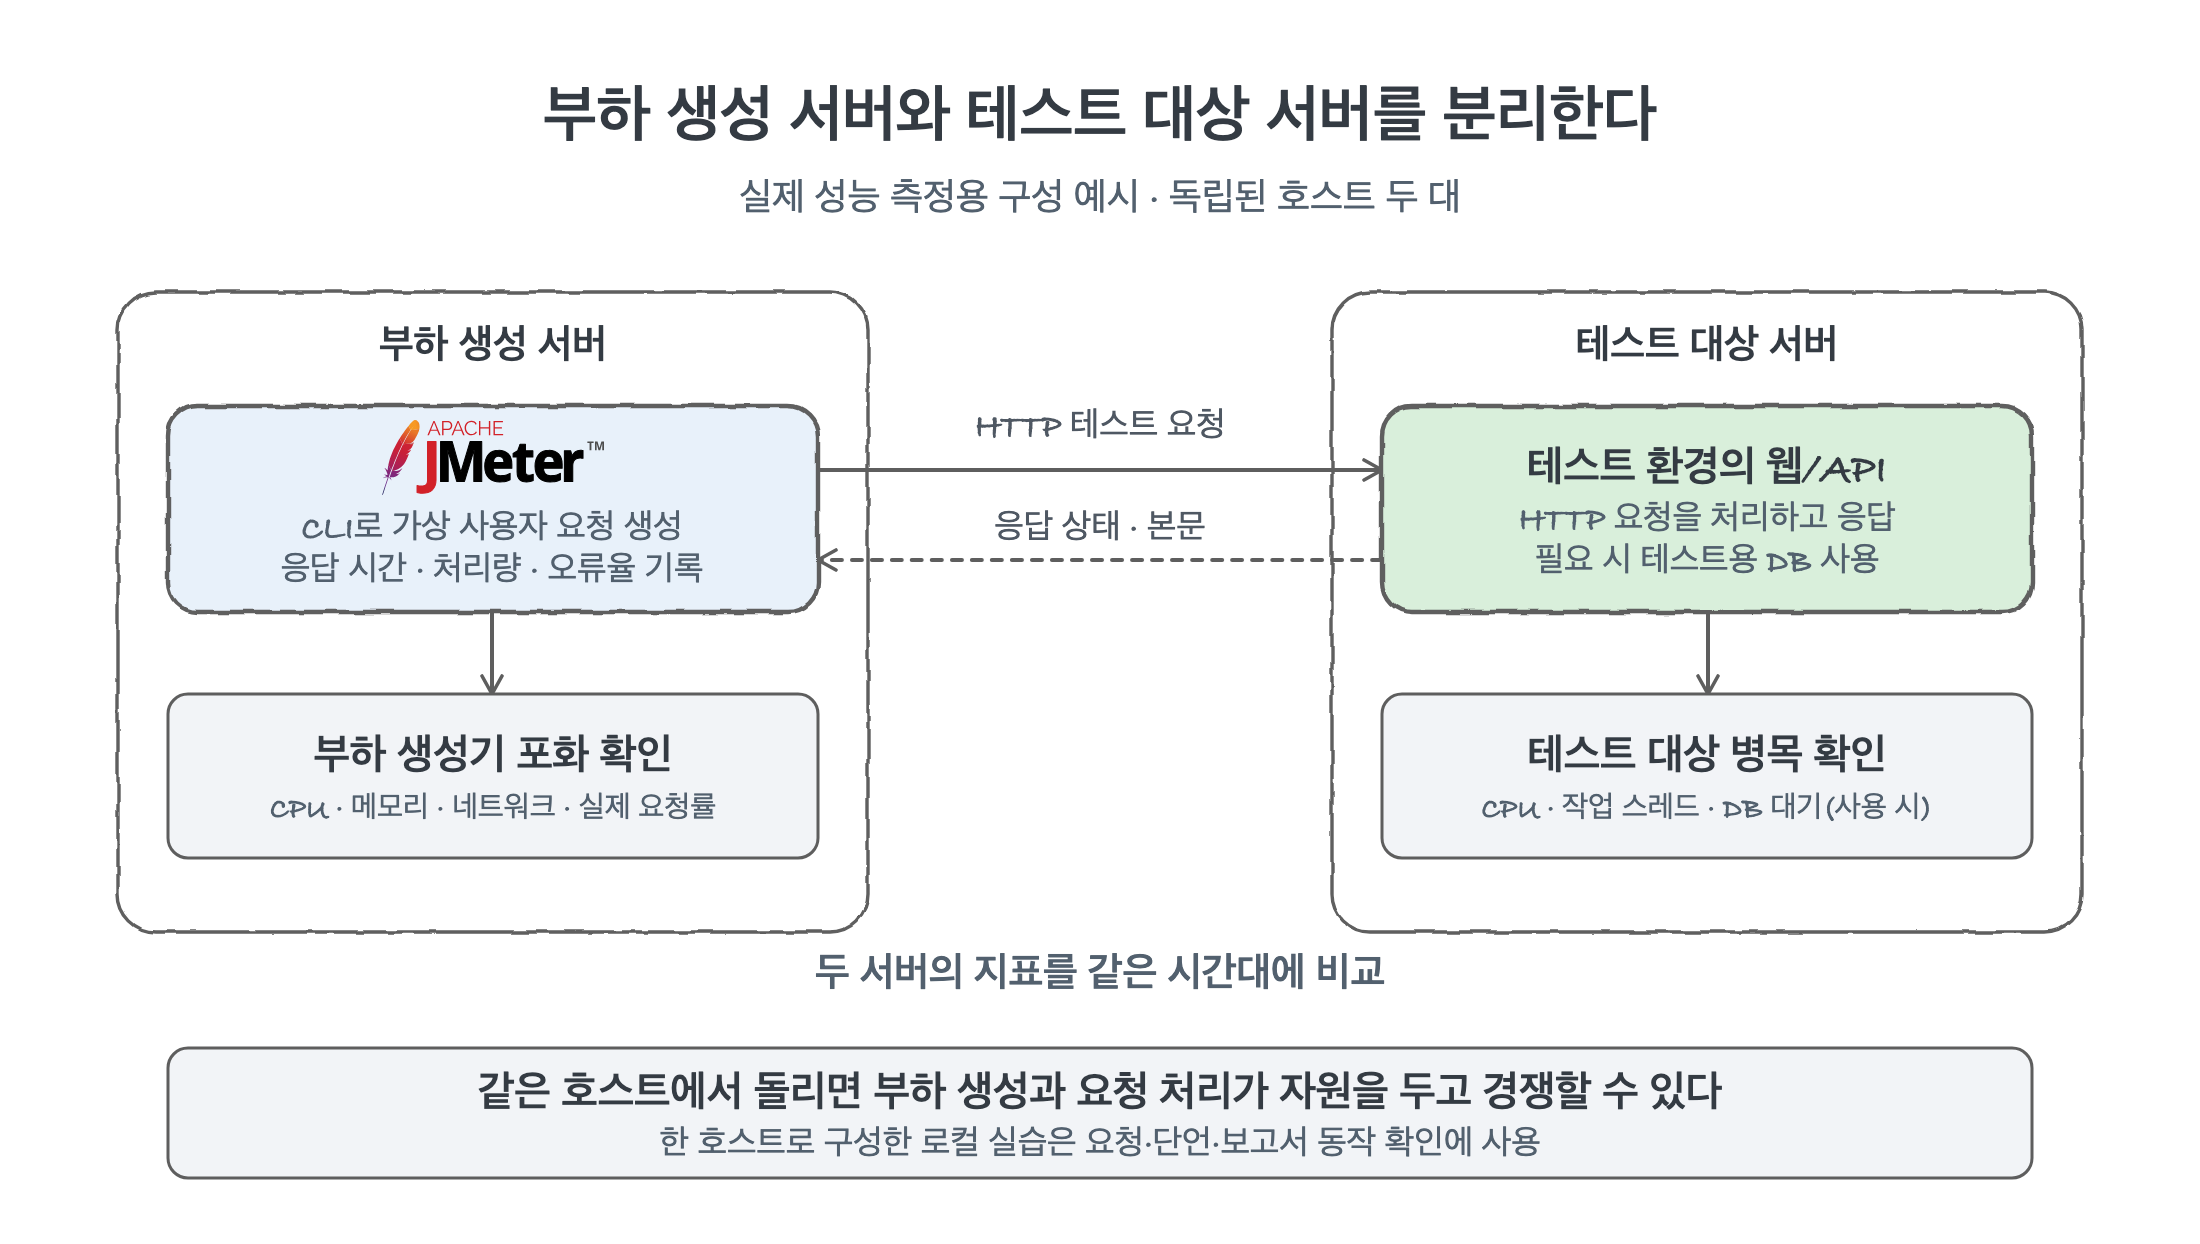 부하 생성 서버와 테스트 대상 서버를 분리한다
실제 성능 측정용 구성 예시 · 독립된 호스트 두 대
부하 생성 서버
APACHE
JMeter™
CLI로 가상 사용자 요청 생성
응답 시간 · 처리량 · 오류율 기록
부하 생성기 포화 확인
CPU · 메모리 · 네트워크 · 실제 요청률
HTTP 테스트 요청
응답 상태 · 본문
테스트 대상 서버
테스트 환경의 웹/API
HTTP 요청을 처리하고 응답
필요 시 테스트용 DB 사용
테스트 대상 병목 확인
CPU · 작업 스레드 · DB 대기(사용 시)
두 서버의 지표를 같은 시간대에 비교
같은 호스트에서 돌리면 부하 생성과 요청 처리가 자원을 두고 경쟁할 수 있다
한 호스트로 구성한 로컬 실습은 요청·단언·보고서 동작 확인에 사용